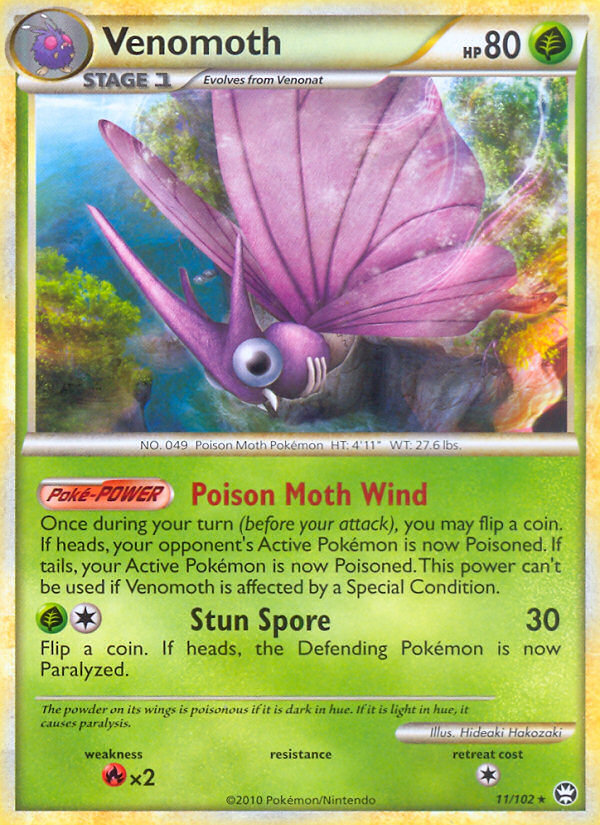 Venomoth
HP 80
STAGE 1
Evolves from Venonat
NO. 049 Poison Moth Pokémon HT: 4'11" WT: 27.6 lbs.
Poké-POWER Poison Moth Wind
Once during your turn (before your attack), you may flip a coin.
If heads, your opponent's Active Pokémon is now Poisoned. If
tails, your Active Pokémon is now Poisoned. This power can't
be used if Venomoth is affected by a Special Condition.
Stun Spore 30
Flip a coin. If heads, the Defending Pokémon is now
Paralyzed.
The powder on its wings is poisonous if it is dark in hue. If it is light in hue, it
causes paralysis.
Illus. Hideaki Hakozaki
weakness resistance retreat cost
×2
©2010 Pokémon/Nintendo
11/102 ★